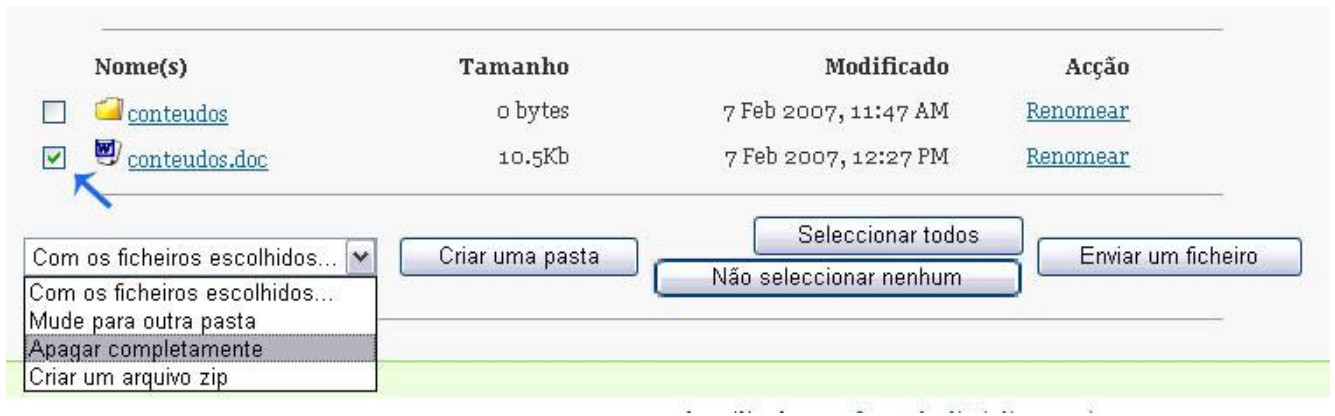 Nome(s) Tamanho Modificado Acção
conteudos 0 bytes 7 Feb 2007, 11:47 AM Renomear
conteudos.doc 10.5Kb 7 Feb 2007, 12:27 PM Renomear
Com os ficheiros escolhidos... Criar uma pasta Seleccionar todos Enviar um ficheiro
Não seleccionar nenhum
Com os ficheiros escolhidos...
Mude para outra pasta
Apagar completamente
Criar um arquivo zip